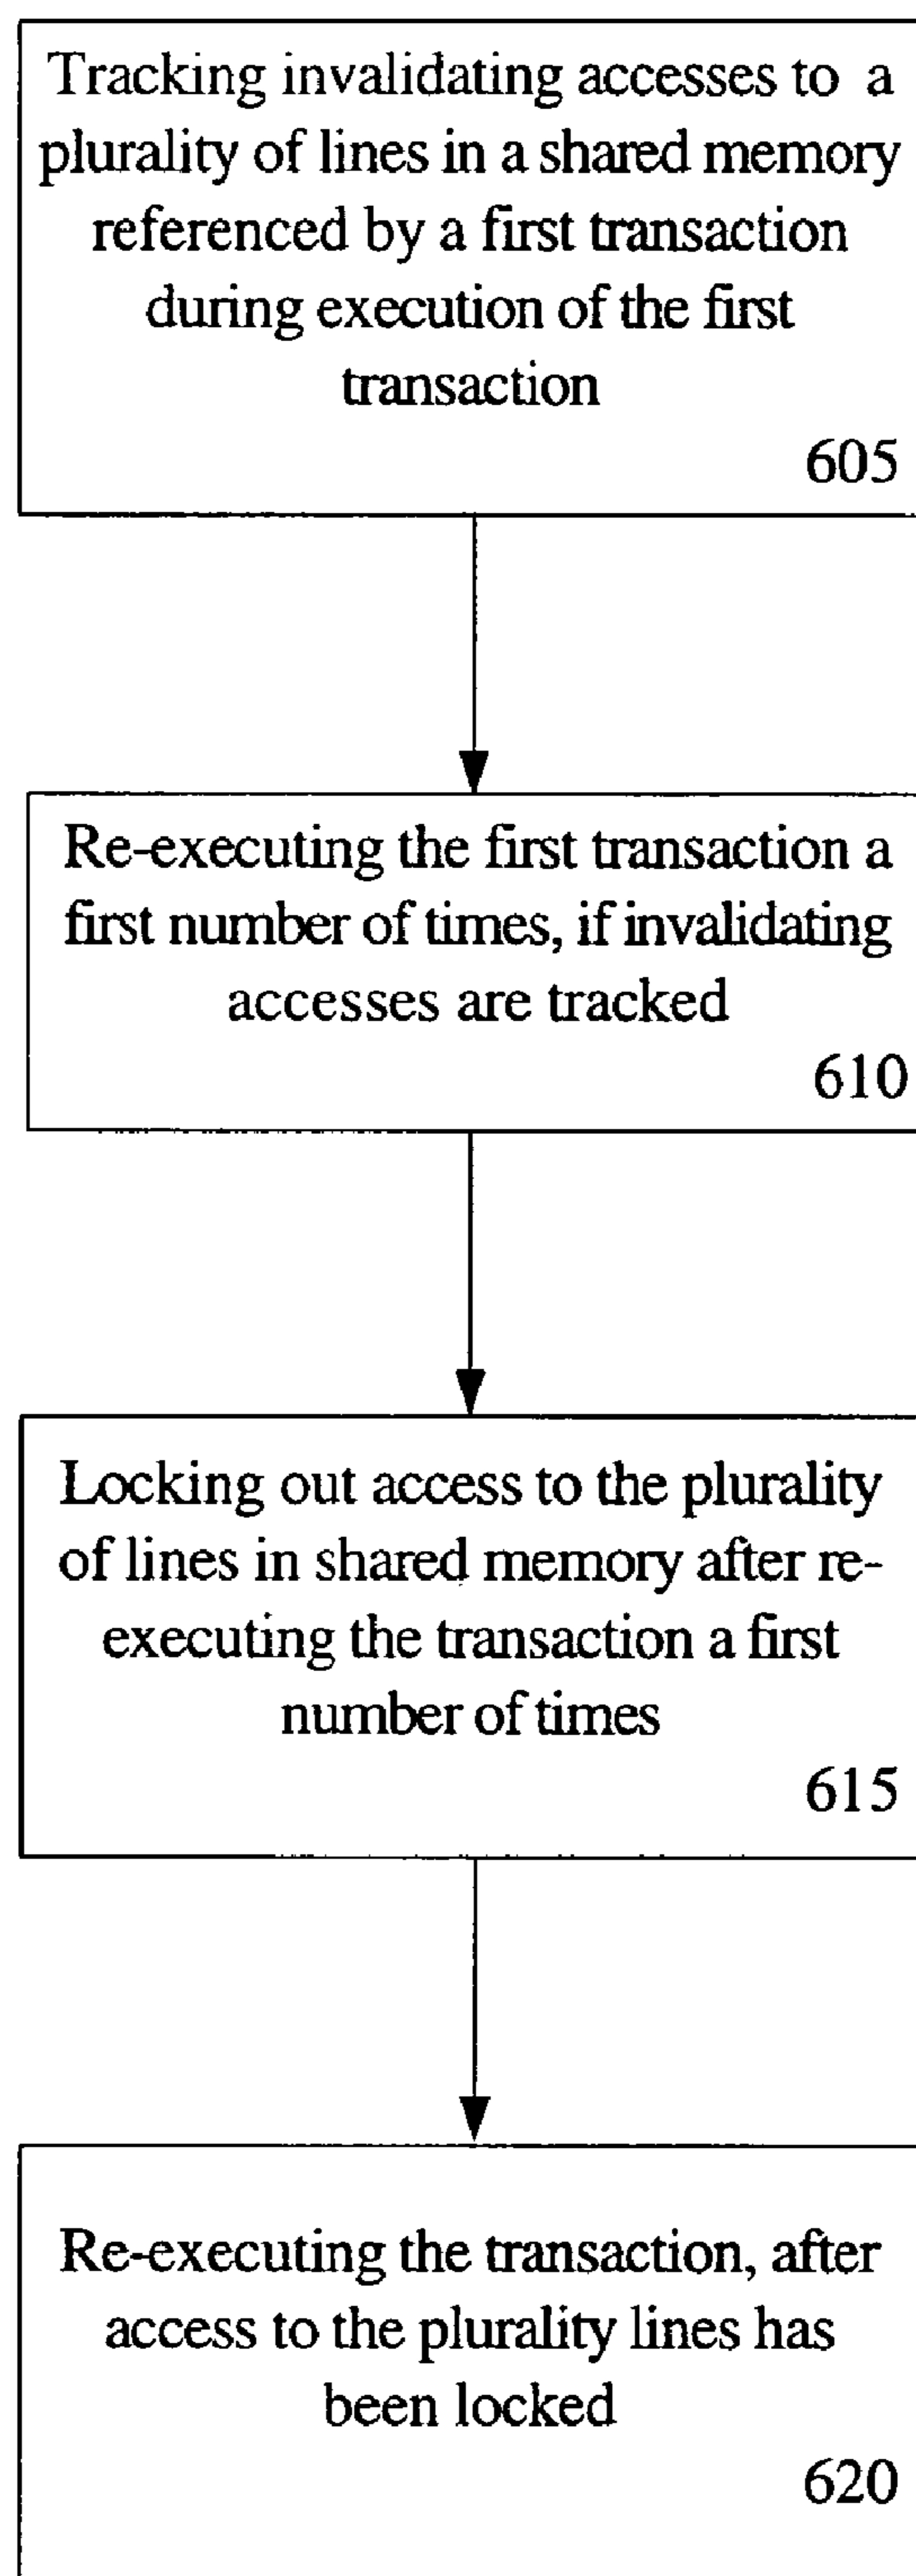 Tracking invalidating accesses to a
plurality of lines in a shared memory
referenced by a first transaction
during execution of the first
transaction
605
Re-executing the first transaction a
first number of times, if invalidating
accesses are tracked
610
Locking out access to the plurality
of lines in shared memory after re-
executing the transaction a first
number of times
615
Re-executing the transaction, after
access to the plurality lines has
been locked
620